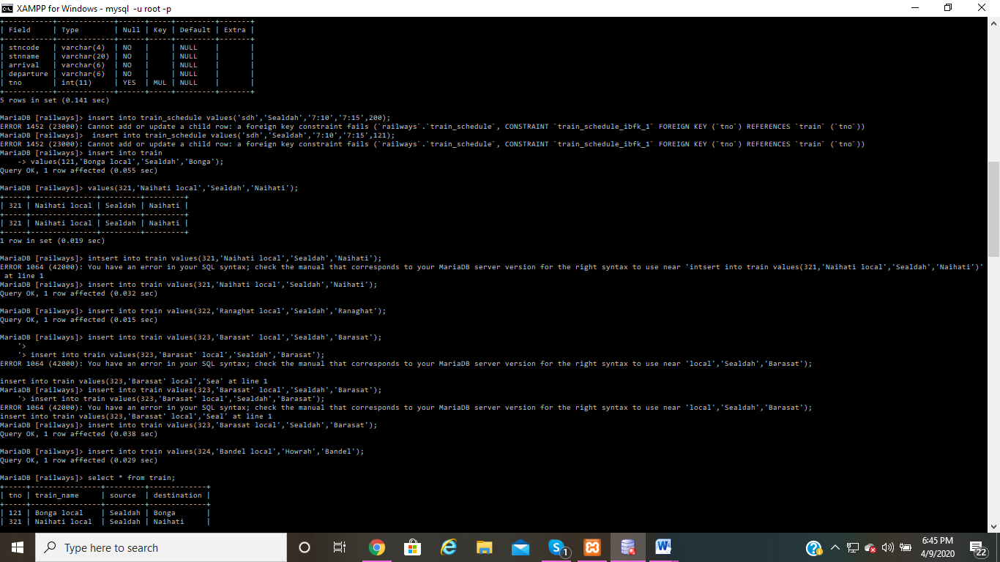 XAMPP for Windows - mysql -u root -p
+-----------+-------------+------+-----+---------+-------+
| Field     | Type        | Null | Key | Default | Extra |
+-----------+-------------+------+-----+---------+-------+
| stncode   | varchar(4)  | NO   |     | NULL    |       |
| stnname   | varchar(20) | NO   |     | NULL    |       |
| arrival   | varchar(6)  | NO   |     | NULL    |       |
| departure | varchar(6)  | NO   |     | NULL    |       |
| tno       | int(11)     | YES  | MUL | NULL    |       |
+-----------+-------------+------+-----+---------+-------+
5 rows in set (0.141 sec)
MariaDB [railways]> insert into train_schedule values('sdh','Sealdah','7:10','7:15',200);
ERROR 1452 (23000): Cannot add or update a child row: a foreign key constraint fails (`railways`.`train_schedule`, CONSTRAINT `train_schedule_ibfk_1` FOREIGN KEY (`tno`) REFERENCES `train` (`tno`))
MariaDB [railways]>  insert into train_schedule values('sdh','Sealdah','7:10','7:15',121);
ERROR 1452 (23000): Cannot add or update a child row: a foreign key constraint fails (`railways`.`train_schedule`, CONSTRAINT `train_schedule_ibfk_1` FOREIGN KEY (`tno`) REFERENCES `train` (`tno`))
MariaDB [railways]> insert into train
    -> values(121,'Bonga local','Sealdah','Bonga');
Query OK, 1 row affected (0.055 sec)
MariaDB [railways]> values(321,'Naihati local','Sealdah','Naihati');
+-----+---------------+---------+---------+
| 321 | Naihati local | Sealdah | Naihati |
+-----+---------------+---------+---------+
| 321 | Naihati local | Sealdah | Naihati |
+-----+---------------+---------+---------+
1 row in set (0.019 sec)
MariaDB [railways]> intsert into train values(321,'Naihati local','Sealdah','Naihati');
ERROR 1064 (42000): You have an error in your SQL syntax; check the manual that corresponds to your MariaDB server version for the right syntax to use near 'intsert into train values(321,'Naihati local','Sealdah','Naihati')'
 at line 1
MariaDB [railways]> insert into train values(321,'Naihati local','Sealdah','Naihati');
Query OK, 1 row affected (0.032 sec)
MariaDB [railways]> insert into train values(322,'Ranaghat local','Sealdah','Ranaghat');
Query OK, 1 row affected (0.015 sec)
MariaDB [railways]> insert into train values(323,'Barasat' local','Sealdah','Barasat');
    '>
    '> insert into train values(323,'Barasat' local','Sealdah','Barasat');
ERROR 1064 (42000): You have an error in your SQL syntax; check the manual that corresponds to your MariaDB server version for the right syntax to use near 'local','Sealdah','Barasat');
insert into train values(323,'Barasat' local','Sea' at line 1
MariaDB [railways]> insert into train values(323,'Barasat' local','Sealdah','Barasat');
    '> insert into train values(323,'Barasat' local','Sealdah','Barasat');
ERROR 1064 (42000): You have an error in your SQL syntax; check the manual that corresponds to your MariaDB server version for the right syntax to use near 'local','Sealdah','Barasat');
insert into train values(323,'Barasat' local','Seal' at line 1
MariaDB [railways]> insert into train values(323,'Barasat local','Sealdah','Barasat');
Query OK, 1 row affected (0.038 sec)
MariaDB [railways]> insert into train values(324,'Bandel local','Howrah','Bandel');
Query OK, 1 row affected (0.029 sec)
MariaDB [railways]> select * from train;
+-----+----------------+---------+-------------+
| tno | train_name     | source  | destination |
+-----+----------------+---------+-------------+
| 121 | Bonga local    | Sealdah | Bonga       |
| 321 | Naihati local  | Sealdah | Naihati     |
Type here to search
1
6:45 PM
4/9/2020
22